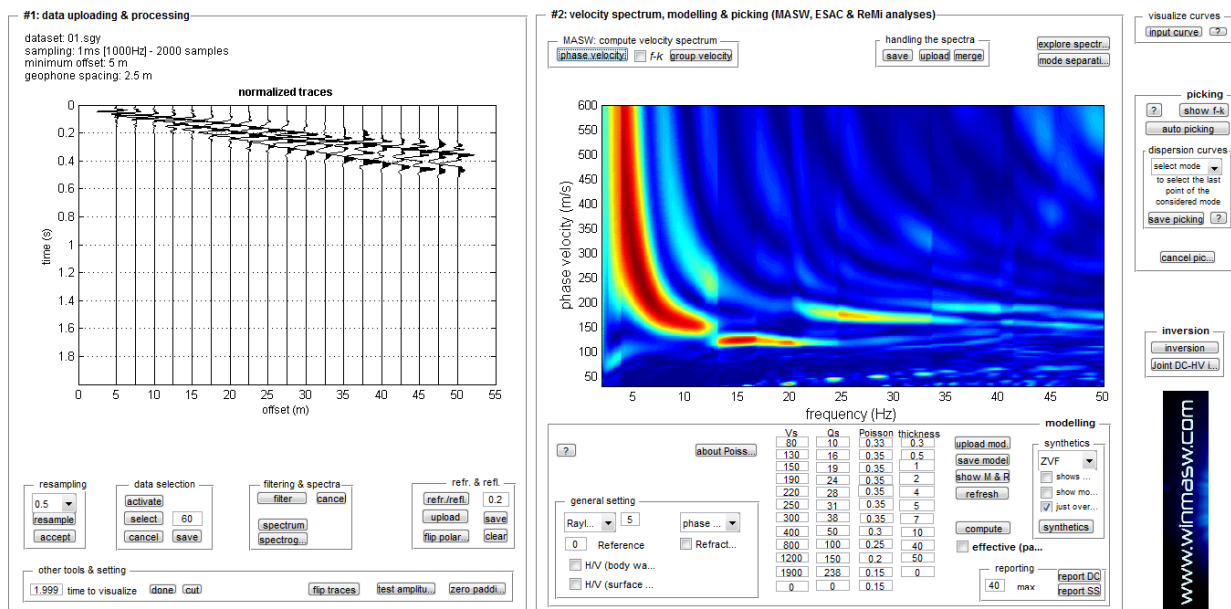 #1: data uploading & processing
dataset: 01.sgy
sampling: 1ms [1000Hz] - 2000 samples
minimum offset: 5 m
geophone spacing: 2.5 m
normalized traces
0
0.2
0.4
0.6
0.8
1
1.2
1.4
1.6
1.8
time (s)
0 5 10 15 20 25 30 35 40 45 50 55
offset (m)
resampling
0.5
resample
accept
data selection
activate
select 60
cancel save
filtering & spectra
filter cance
spectrum
spectrog...
refr. & refl.
refr./refl. 0.2
upload save
flip polar... clear
other tools & setting
1.999 time to visualize done cut flip traces test amplitu... zero paddi...
#2: velocity spectrum, modelling & picking (MASW, ESAC & ReMi analyses)
MASW: compute velocity spectrum
phase velocity f-k group velocity
handling the spectra
save upload merge
explore spectr...
mode separati...
600
550
500
450
400
350
300
250
200
150
100
50
phase velocity (m/s)
5 10 15 20 25 30 35 40 45 50
frequency (Hz)
modelling
? about Poiss...
general setting
Rayl... 5 phase ...
0 Reference Refract...
H/V (body wa...
H/V (surface ...
Vs Qs Poisson thickness
80 10 0.33 0.3
130 16 0.35 0.5
150 19 0.35 1
190 24 0.35 2
220 28 0.35 4
250 31 0.35 5
300 38 0.35 7
400 50 0.3 10
800 100 0.25 40
1200 150 0.2 50
1900 238 0.15 0
0 0 0.15
upload mod.
save model
show M & R
refresh
compute
effective (pa...
synthetics
ZVF
shows ...
show mo...
just over...
synthetics
reporting
40 max report DC
report SS
visualize curves
input curve ?
picking
? show f-k
auto picking
dispersion curves
select mode
to select the last
point of the
considered mode
save picking ?
cancel pic...
inversion
inversion
Joint DC-HV i...
www.winmasw.com